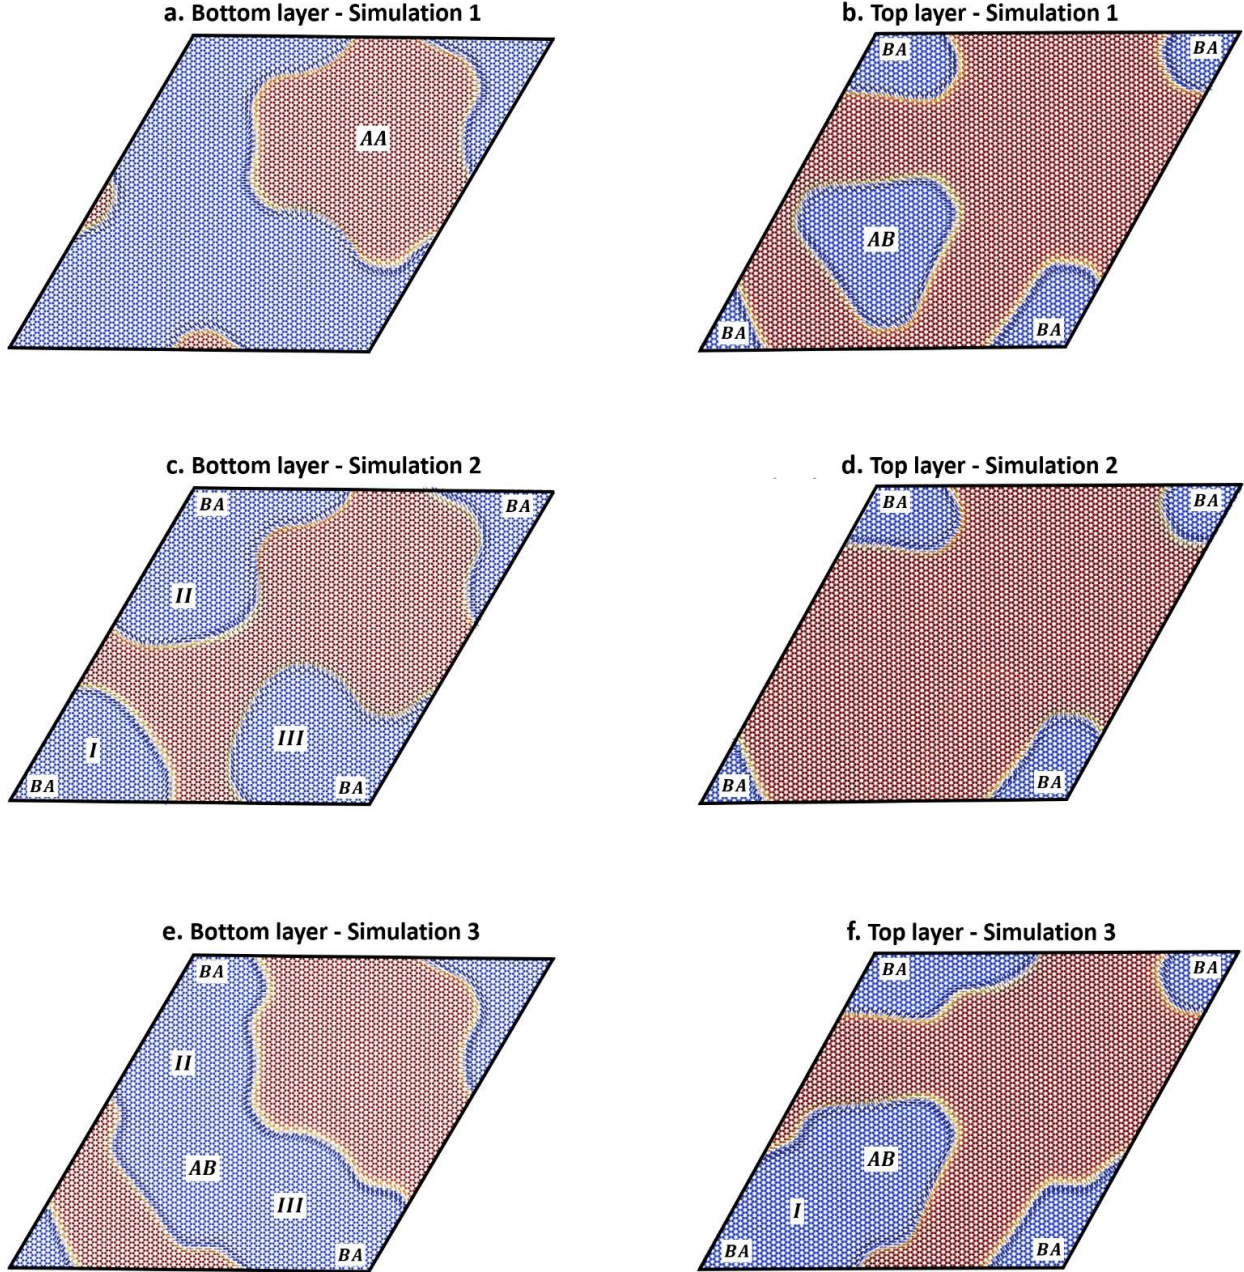 a. Bottom layer - Simulation 1
b. Top layer - Simulation 1
BA
BA
AA
AB
BA
BA
c. Bottom layer - Simulation 2
d. Top layer - Simulation 2
BA
BA
BA
BA
II
III
I
BA
BA
BA
BA
e. Bottom layer - Simulation 3
f. Top layer - Simulation 3
BA
BA
BA
II
AB
AB
III
I
BA
BA
BA